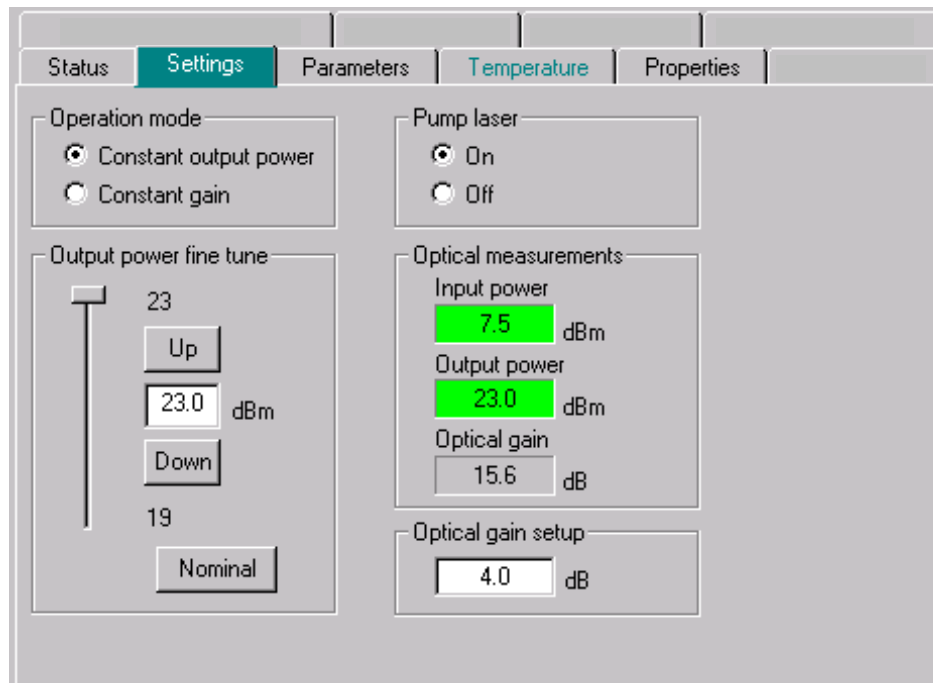 Status Settings Parameters Temperature Properties
Operation mode
Constant output power
Constant gain
Pump laser
On
Off
Output power fine tune
23
Up
23.0 dBm
Down
19
Nominal
Optical measurements
Input power
7.5 dBm
Output power
23.0 dBm
Optical gain
15.6 dB
Optical gain setup
4.0 dB